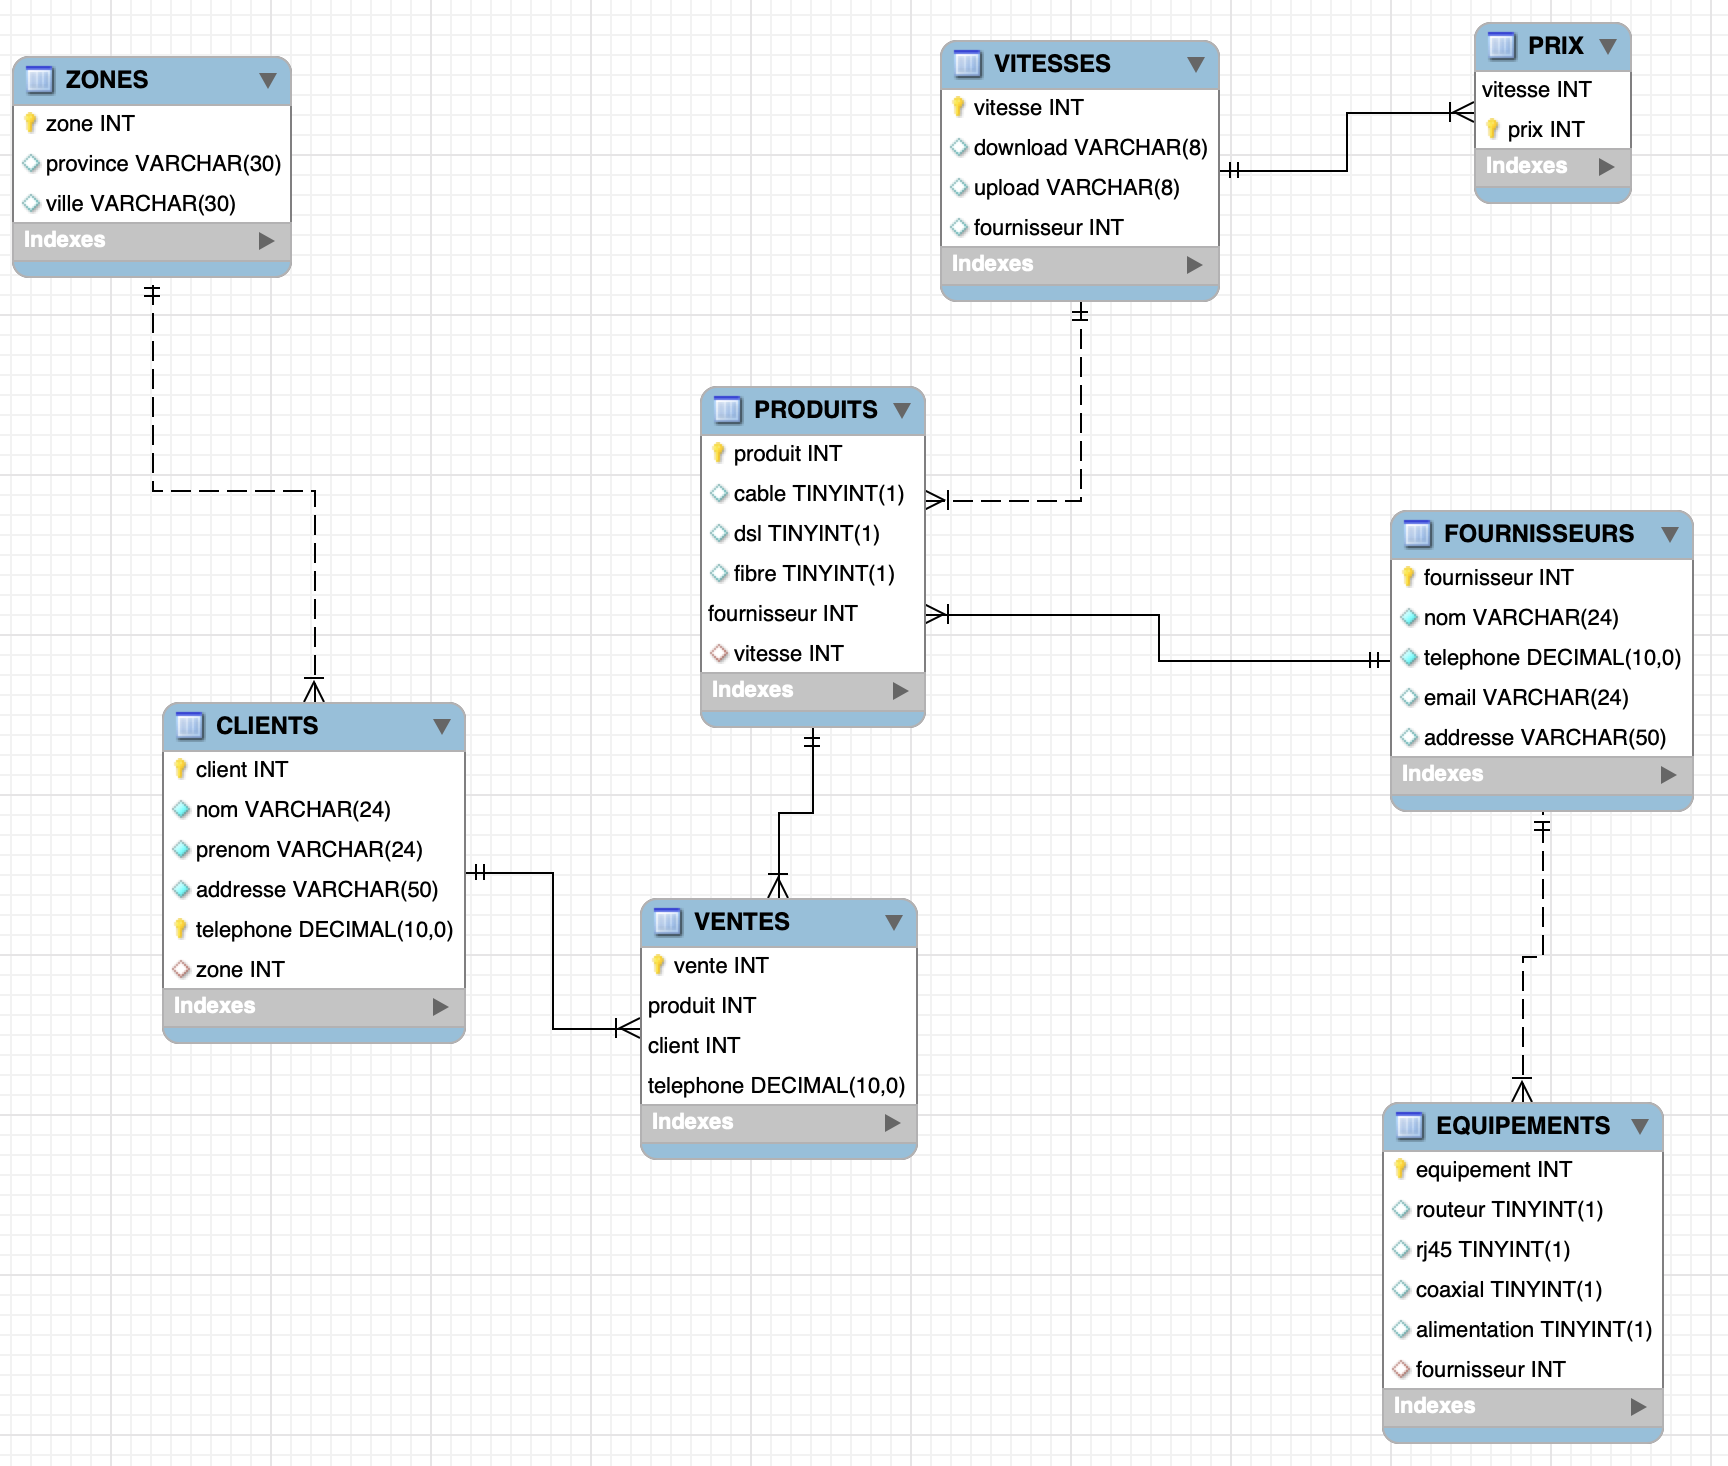 ZONES
zone INT
province VARCHAR(30)
ville VARCHAR(30)
Indexes
VITESSES
vitesse INT
download VARCHAR(8)
upload VARCHAR(8)
fournisseur INT
Indexes
PRIX
vitesse INT
prix INT
Indexes
PRODUITS
produit INT
cable TINYINT(1)
dsl TINYINT(1)
fibre TINYINT(1)
fournisseur INT
vitesse INT
Indexes
FOURNISSEURS
fournisseur INT
nom VARCHAR(24)
telephone DECIMAL(10,0)
email VARCHAR(24)
addresse VARCHAR(50)
Indexes
CLIENTS
client INT
nom VARCHAR(24)
prenom VARCHAR(24)
addresse VARCHAR(50)
telephone DECIMAL(10,0)
zone INT
Indexes
VENTES
vente INT
produit INT
client INT
telephone DECIMAL(10,0)
Indexes
EQUIPEMENTS
equipement INT
routeur TINYINT(1)
rj45 TINYINT(1)
coaxial TINYINT(1)
alimentation TINYINT(1)
fournisseur INT
Indexes